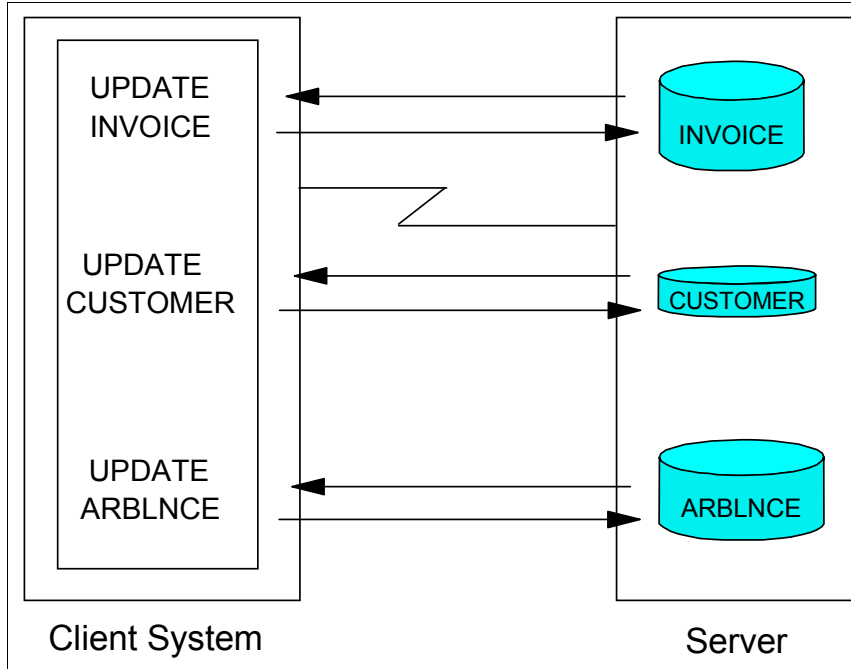 UPDATE
INVOICE
INVOICE
UPDATE
CUSTOMER
CUSTOMER
UPDATE
ARBLNCE
ARBLNCE
Client System
Server